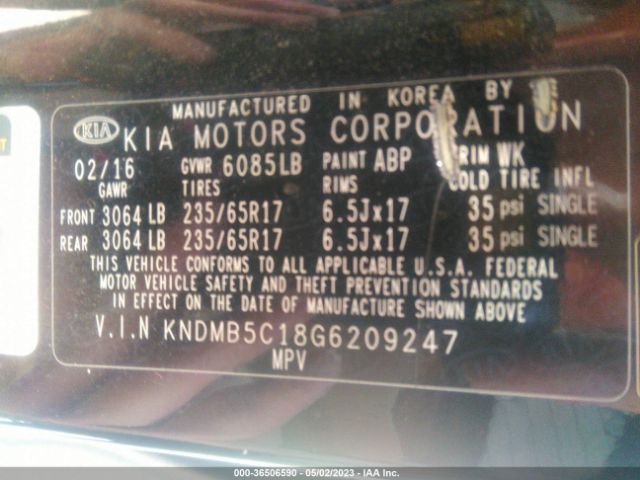 MANUFACTURED IN KOREA BY
KIA KIA MOTORS CORPORATION
02/16 GVWR 6085LB PAINT ABP TRIM WK
GAWR TIRES RIMS COLD TIRE INFL
FRONT 3064 LB 235/65R17 6.5Jx17 35 psi SINGLE
REAR 3064 LB 235/65R17 6.5Jx17 35 psi SINGLE
THIS VEHICLE CONFORMS TO ALL APPLICABLE U.S.A. FEDERAL
MOTOR VEHICLE SAFETY AND THEFT PREVENTION STANDARDS
IN EFFECT ON THE DATE OF MANUFACTURE SHOWN ABOVE
V.I.N KNDMB5C18G6209247
MPV
000-36506590 - 05/02/2023 - IAA Inc.